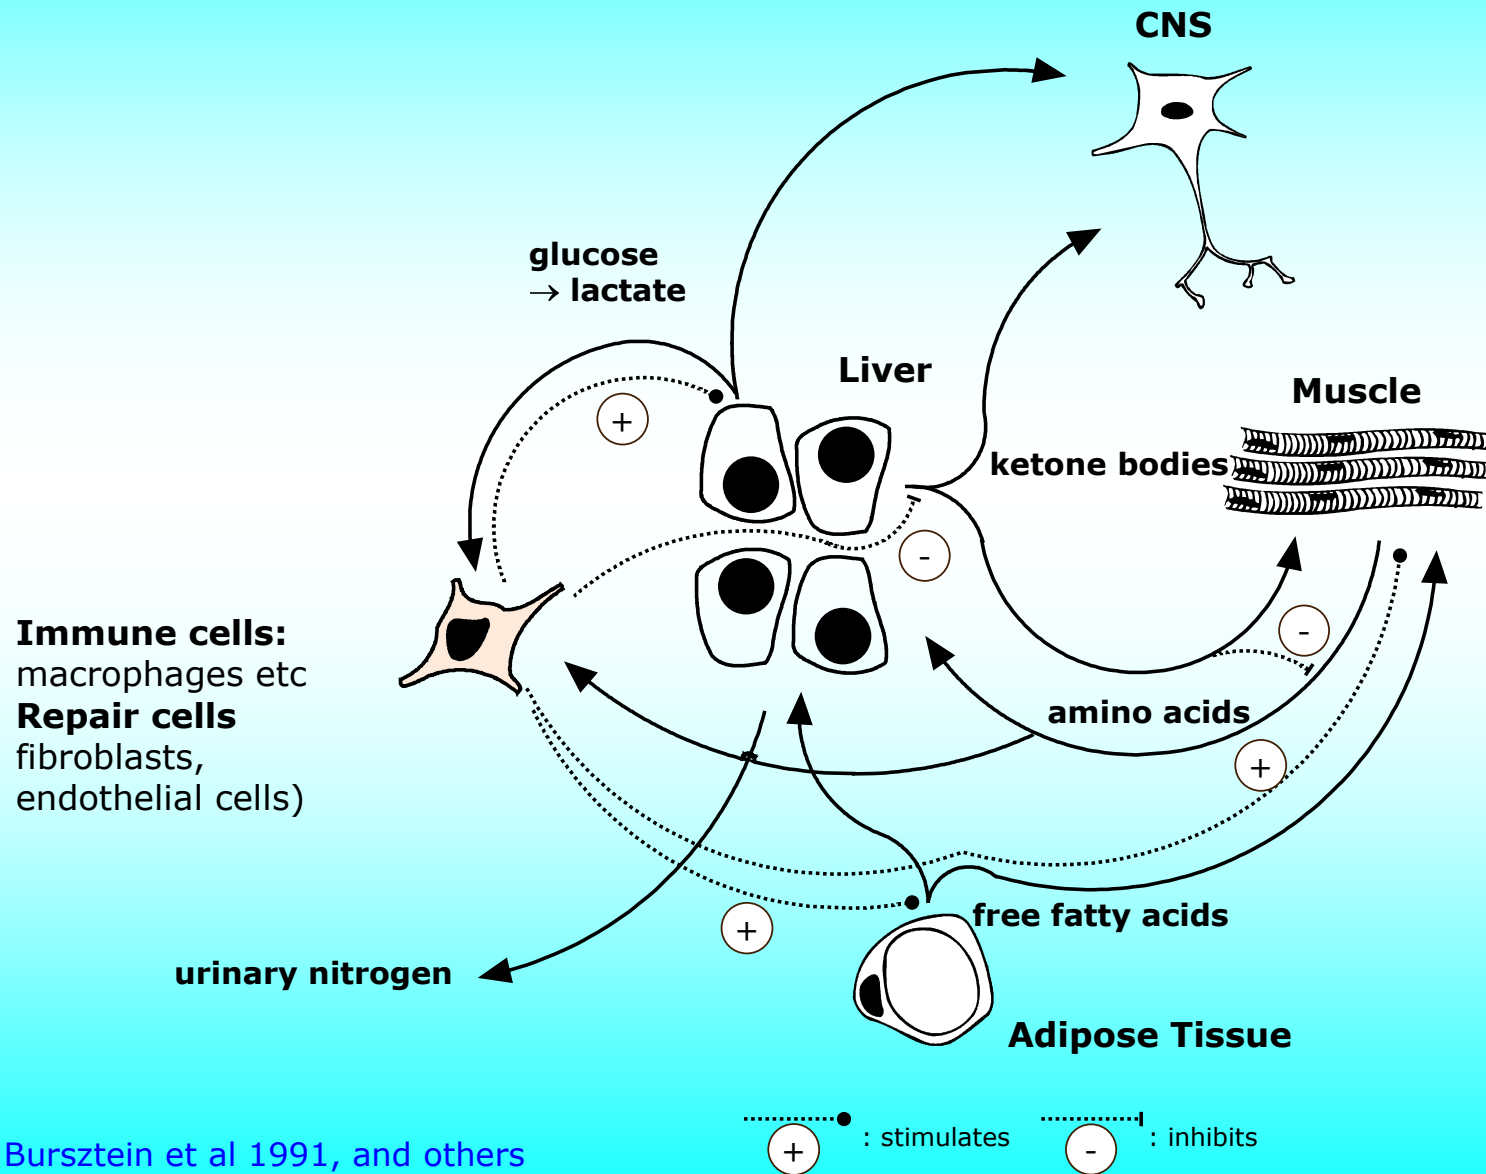 CNS
glucose
→ lactate
Liver
Muscle
+
ketone bodies
-
Immune cells:
macrophages etc
Repair cells
fibroblasts,
endothelial cells)
-
amino acids
+
+
free fatty acids
urinary nitrogen
Adipose Tissue
+ : stimulates
- : inhibits
Bursztein et al 1991, and others